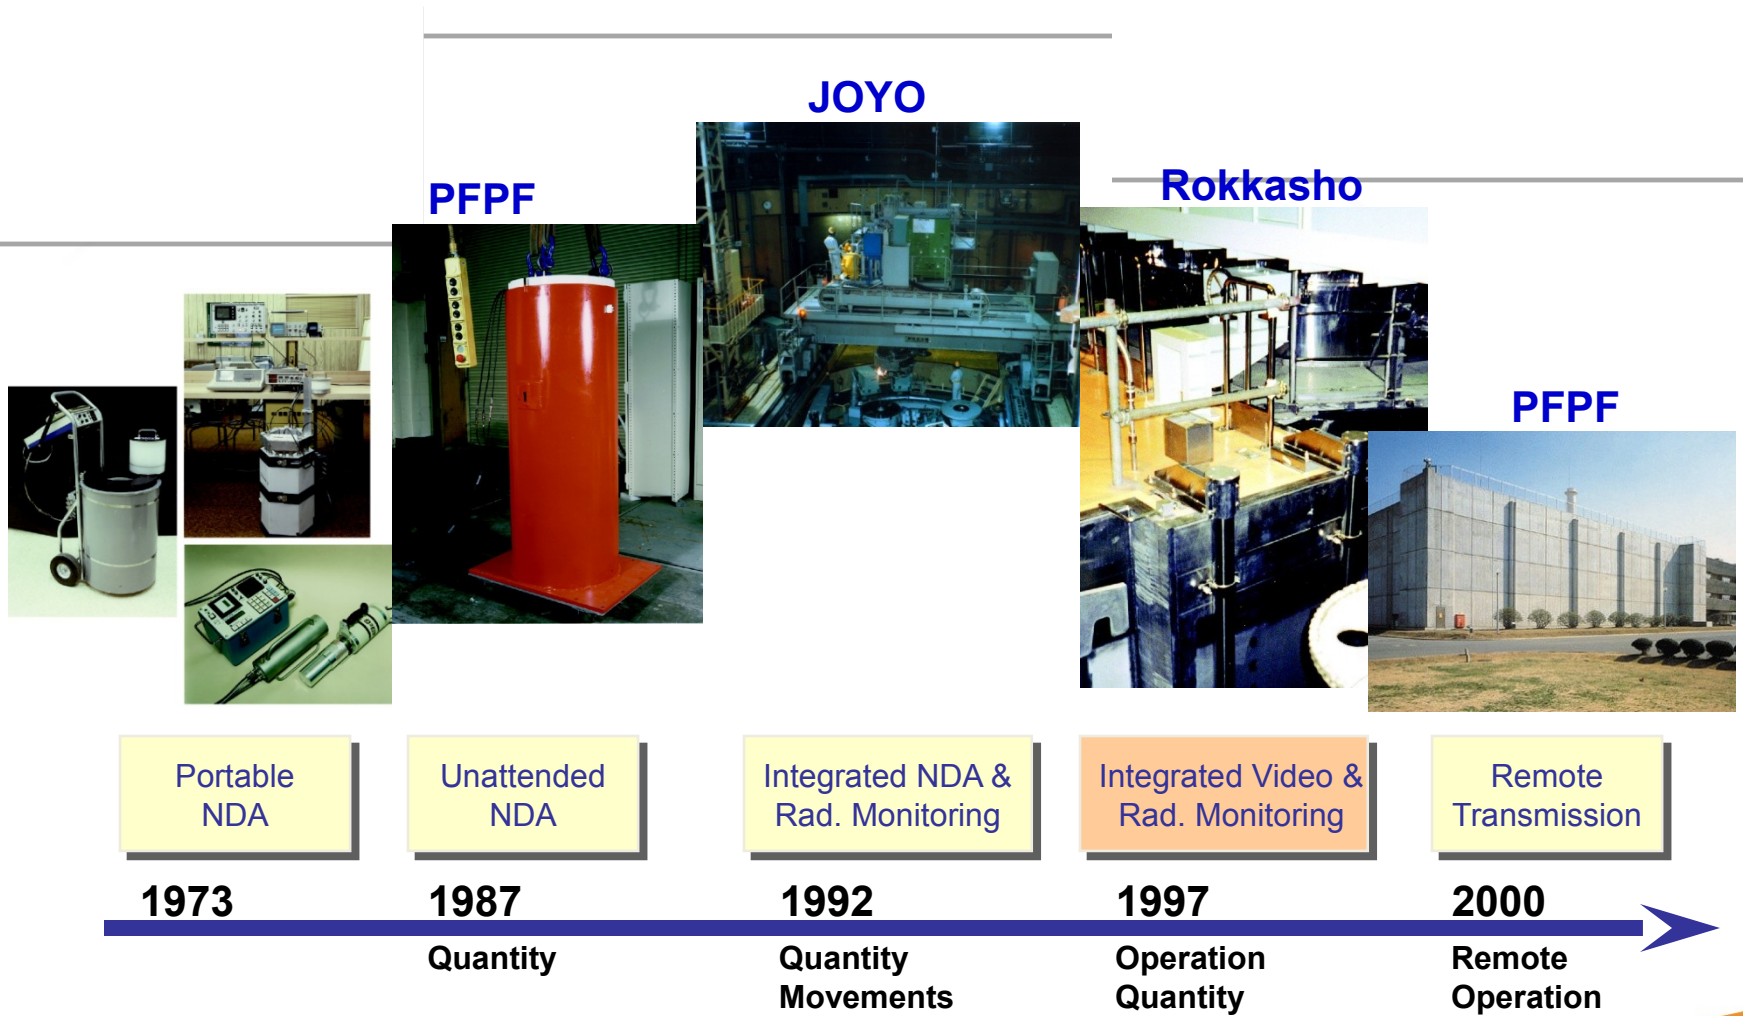 JOYO
PFPF
Rokkasho
PFPF
Portable
NDA
Unattended
NDA
Integrated NDA &
Rad. Monitoring
Integrated Video &
Rad. Monitoring
Remote
Transmission
1973
1987
1992
1997
2000
Quantity
Quantity
Movements
Operation
Quantity
Remote
Operation